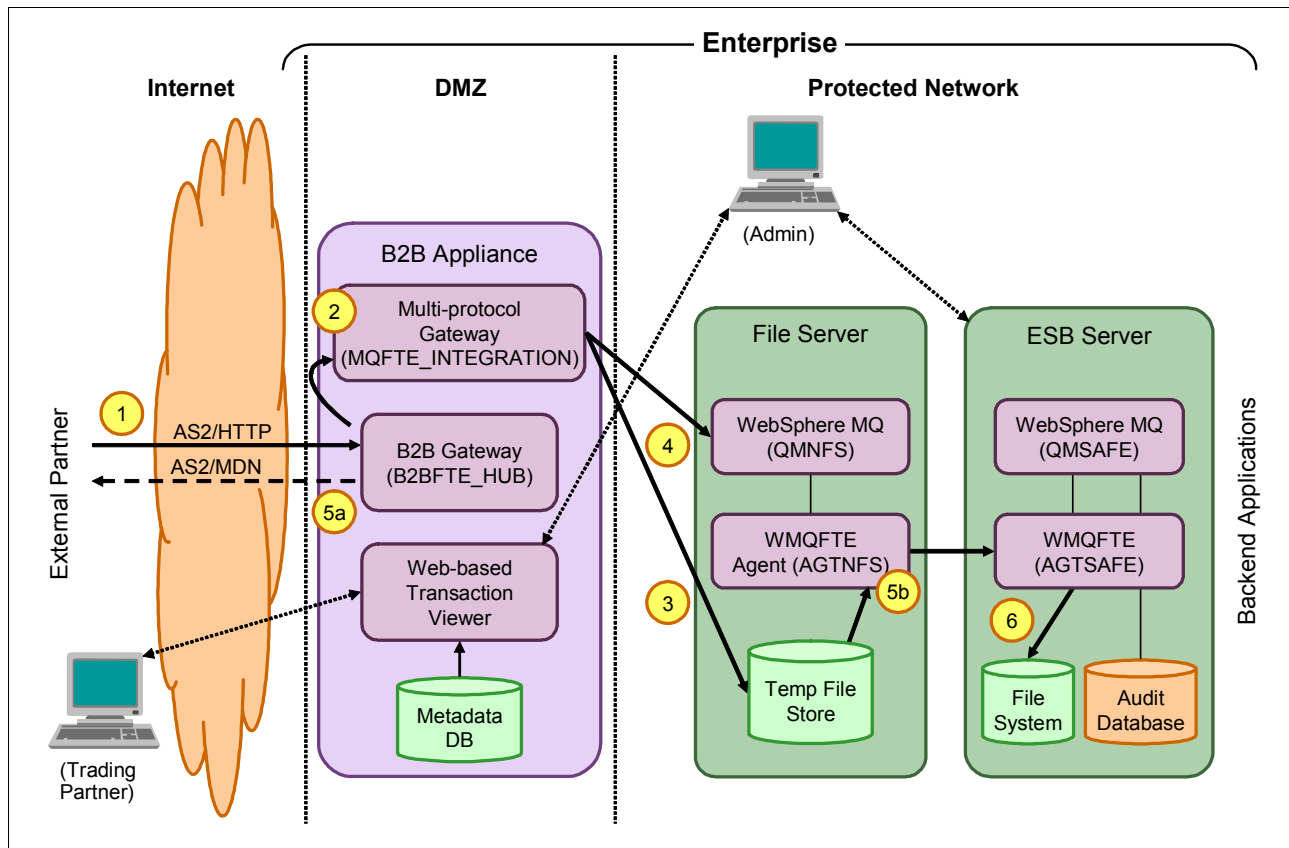 Enterprise
Internet
DMZ
Protected Network
(Admin)
B2B Appliance
2
Multi-protocol
Gateway
(MQFTE_INTEGRATION)
File Server
ESB Server
External Partner
1
AS2/HTTP
AS2/MDN
5a
B2B Gateway
(B2BFTE_HUB)
4
WebSphere MQ
(QMNFS)
WebSphere MQ
(QMSAFE)
Backend Applications
Web-based
Transaction
Viewer
3
WMQFTE
Agent (AGTNFS)
5b
WMQFTE
(AGTSAFE)
6
Metadata
DB
Temp File
Store
File
System
Audit
Database
(Trading
Partner)